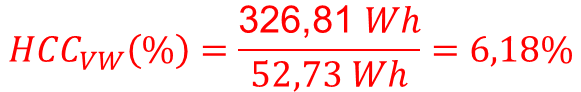 HCC_VW(%) = 326,81 Wh / 52,73 Wh = 6,18%